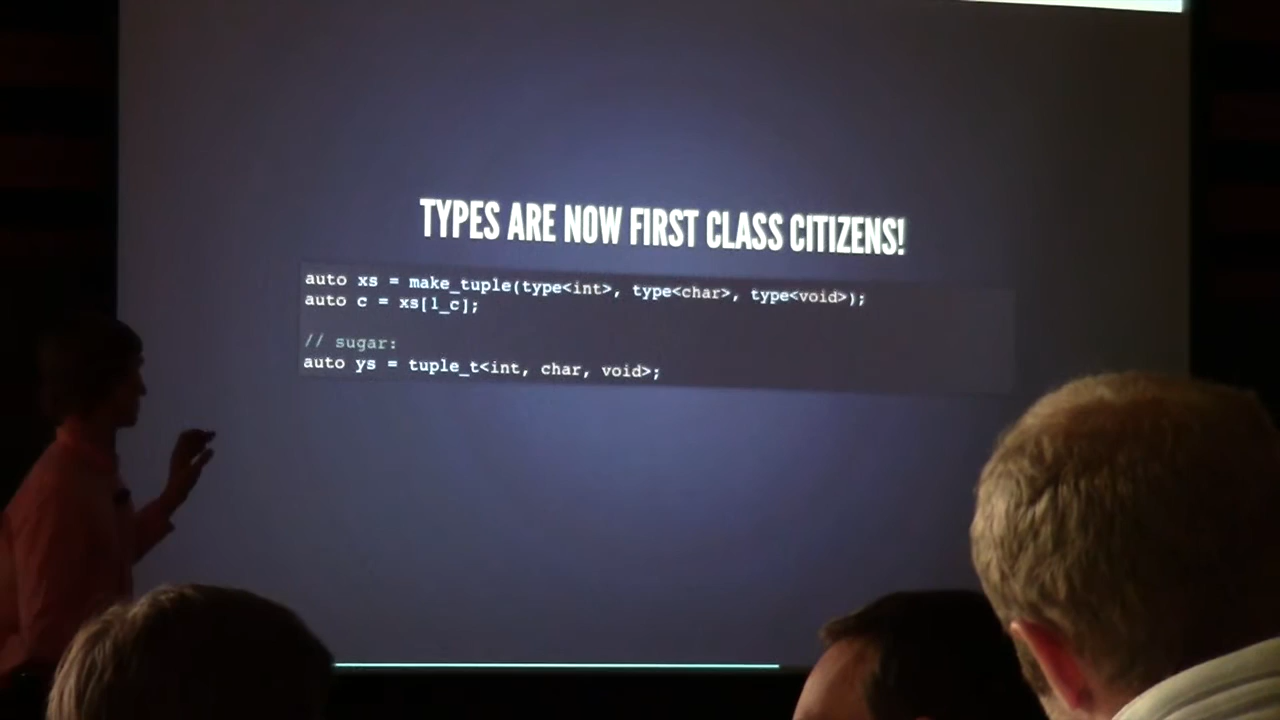 TYPES ARE NOW FIRST CLASS CITIZENS!
auto xs = make_tuple(type<int>, type<char>, type<void>);
auto c = xs[1_c];
// sugar:
auto ys = tuple_t<int, char, void>;